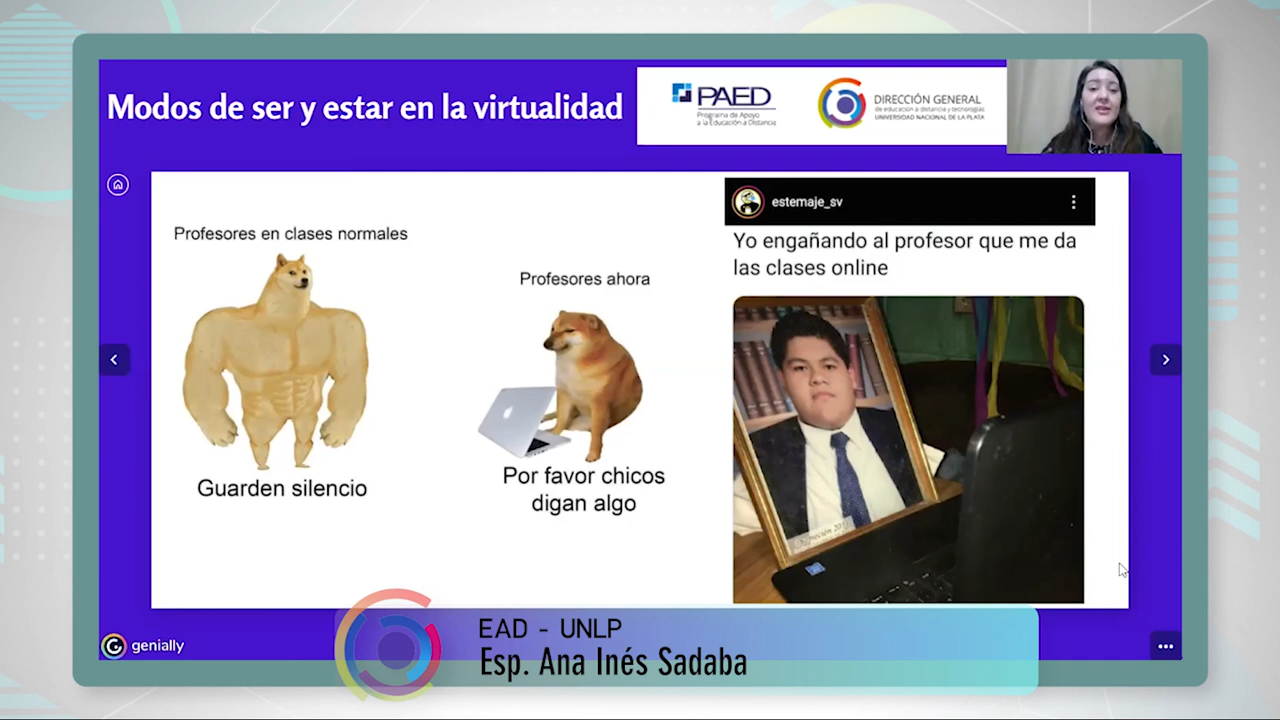 Modos de ser y estar en la virtualidad
PAED
Programa de Apoyo
a la Educación a Distancia
DIRECCIÓN GENERAL
de educación a distancia y tecnologías
UNIVERSIDAD NACIONAL DE LA PLATA
Profesores en clases normales
Guarden silencio
Profesores ahora
Por favor chicos
digan algo
estemaje_sv
Yo engañando al profesor que me da
las clases online
genially
EAD - UNLP
Esp. Ana Inés Sadaba